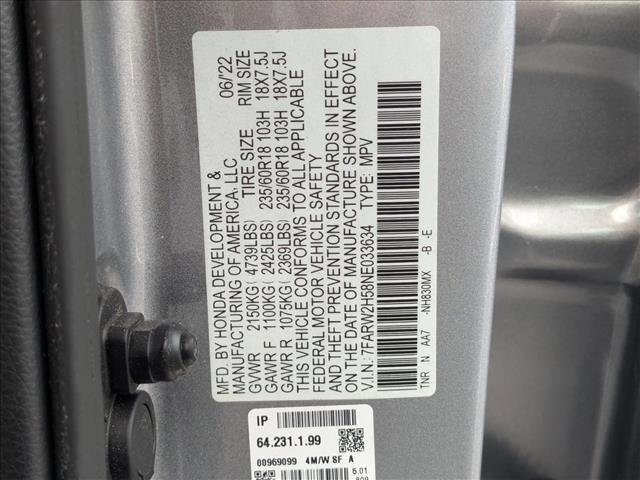 MFD. BY HONDA DEVELOPMENT & 06/'22
MANUFACTURING OF AMERICA, LLC
TIRE SIZE RIM SIZE
GVWR 2150KG (4739LBS)
GAWR F 1100KG (2425LBS) 235/60R18 103H 18X7.5J
GAWR R 1075KG (2369LBS) 235/60R18 103H 18X7.5J
THIS VEHICLE CONFORMS TO ALL APPLICABLE
FEDERAL MOTOR VEHICLE SAFETY
AND THEFT PREVENTION STANDARDS IN EFFECT
ON THE DATE OF MANUFACTURE SHOWN ABOVE.
V.I.N.: 7FARW2H58NE033634 TYPE: MPV
TNR N AA7 -NH830MX -B -E
IP
64.231.1.99
00969099 4M/W SF A
5.01